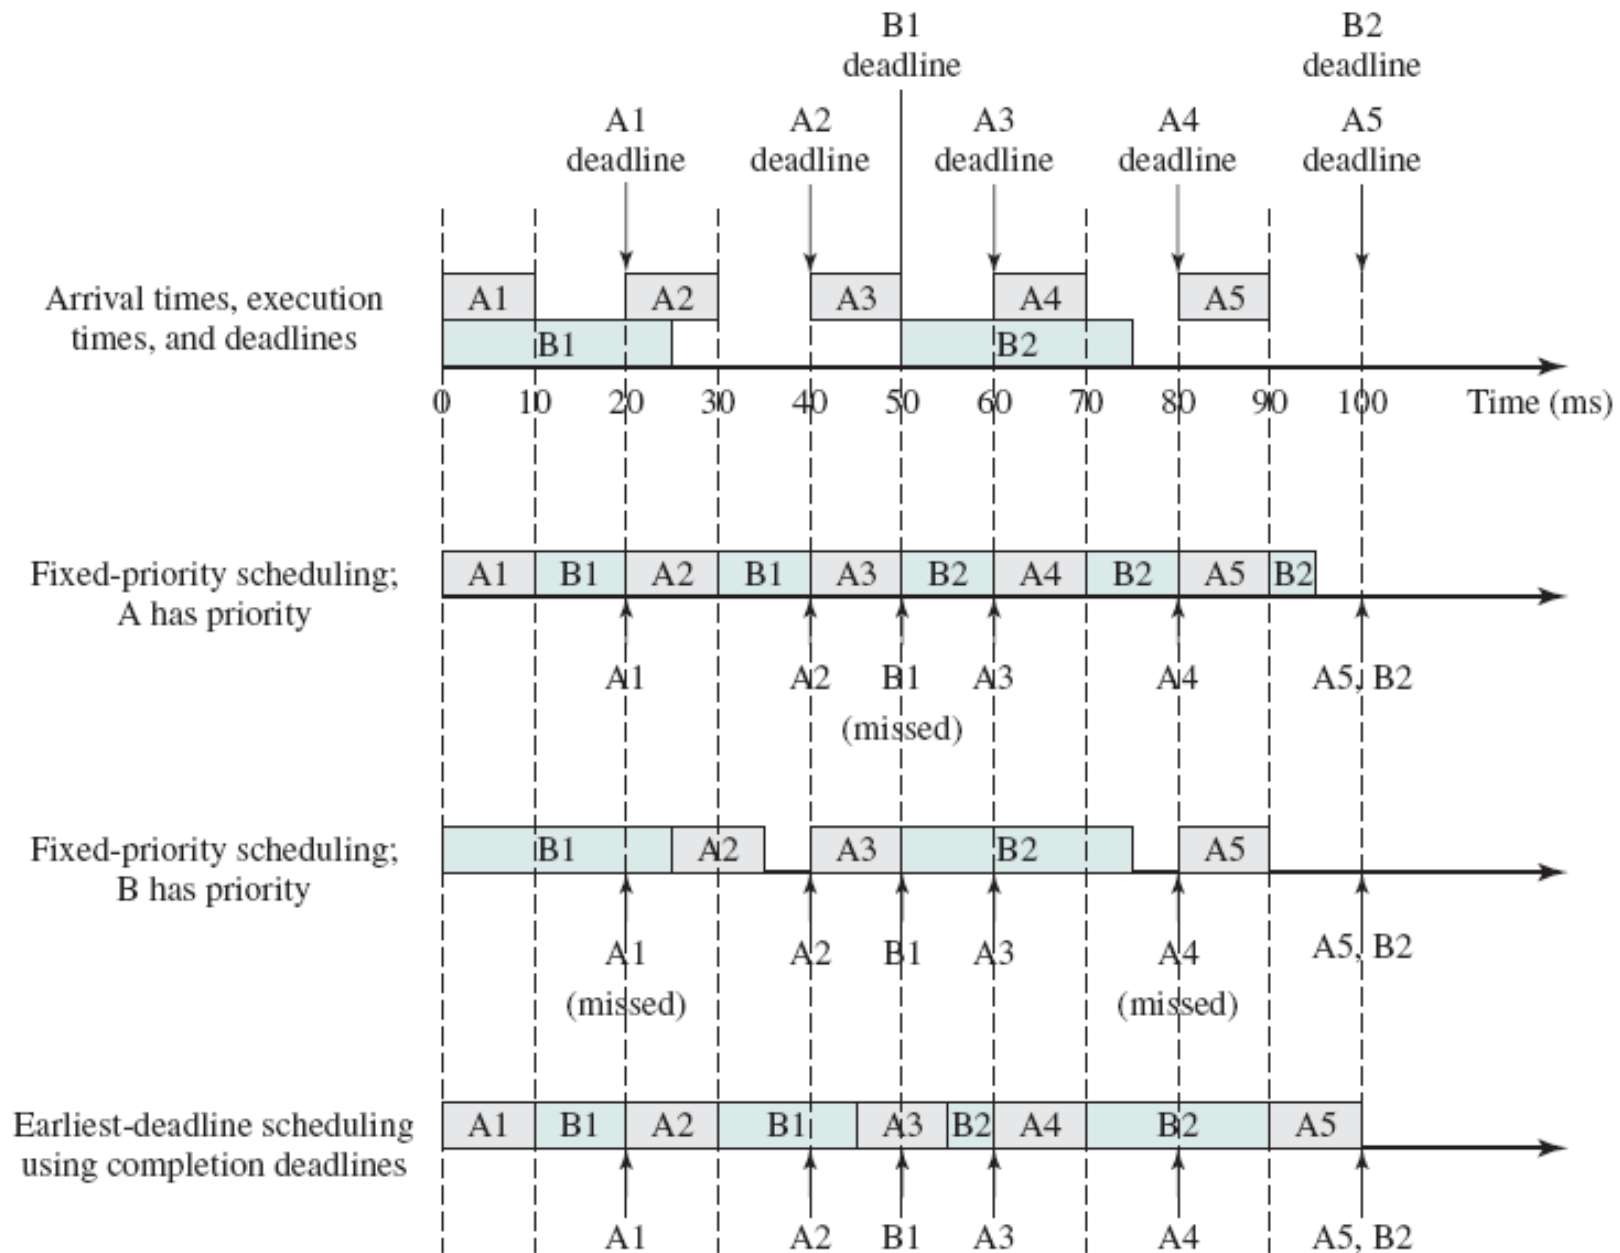 B1
deadline
B2
deadline
A1
deadline
A2
deadline
A3
deadline
A4
deadline
A5
deadline
Arrival times, execution
times, and deadlines
A1 A2 A3 A4 A5
B1 B2
0 10 20 30 40 50 60 70 80 90 100 Time (ms)
Fixed-priority scheduling;
A has priority
A1 B1 A2 B1 A3 B2 A4 B2 A5 B2
A1 A2 B1 A3 A4 A5, B2
(missed)
Fixed-priority scheduling;
B has priority
B1 A2 A3 B2 A5
A1 A2 B1 A3 A4 A5, B2
(missed) (missed)
Earliest-deadline scheduling
using completion deadlines
A1 B1 A2 B1 A3 B2 A4 B2 A5
A1 A2 B1 A3 A4 A5, B2